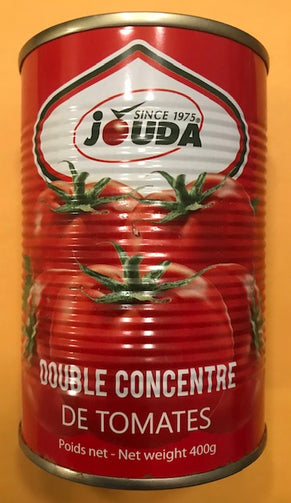 SINCE 1975®
JOUDA
DOUBLE CONCENTRE
DE TOMATES
Poids net - Net weight 400g